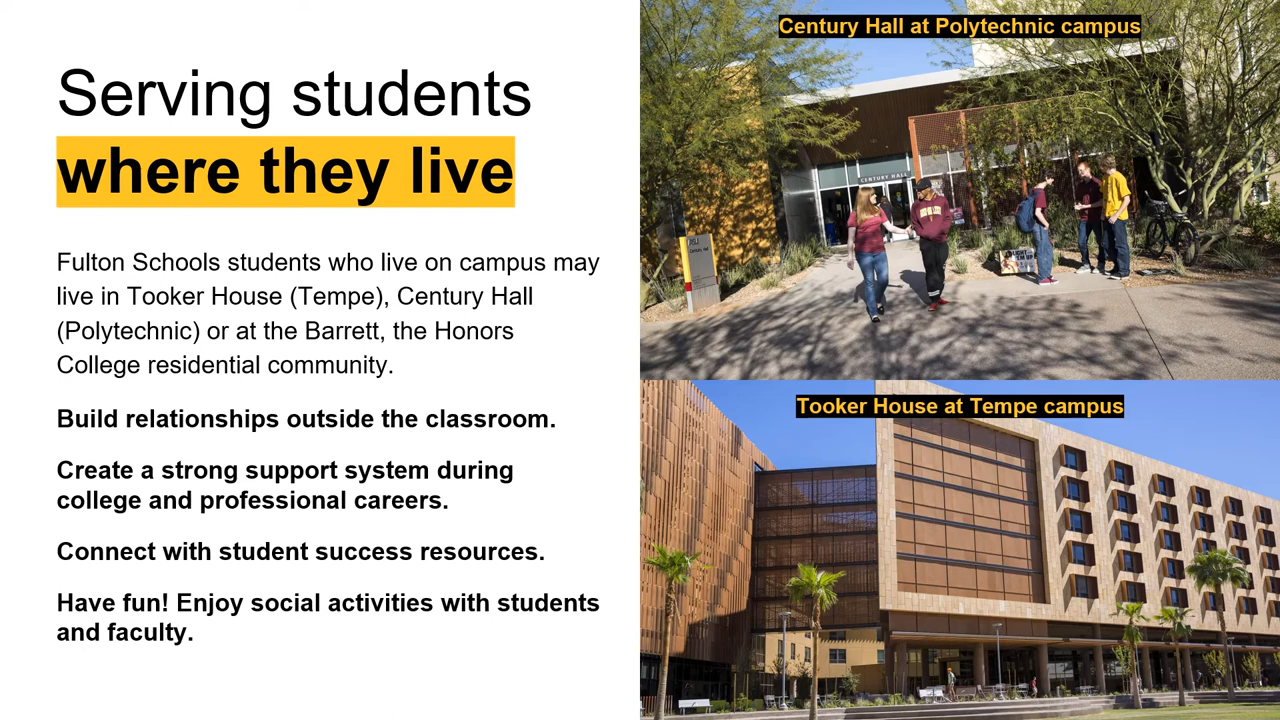 Serving students
where they live
Fulton Schools students who live on campus may
live in Tooker House (Tempe), Century Hall
(Polytechnic) or at the Barrett, the Honors
College residential community.
Build relationships outside the classroom.
Create a strong support system during
college and professional careers.
Connect with student success resources.
Have fun! Enjoy social activities with students
and faculty.
Century Hall at Polytechnic campus
CENTURY HALL
ASU
Century Hall
Tooker House at Tempe campus